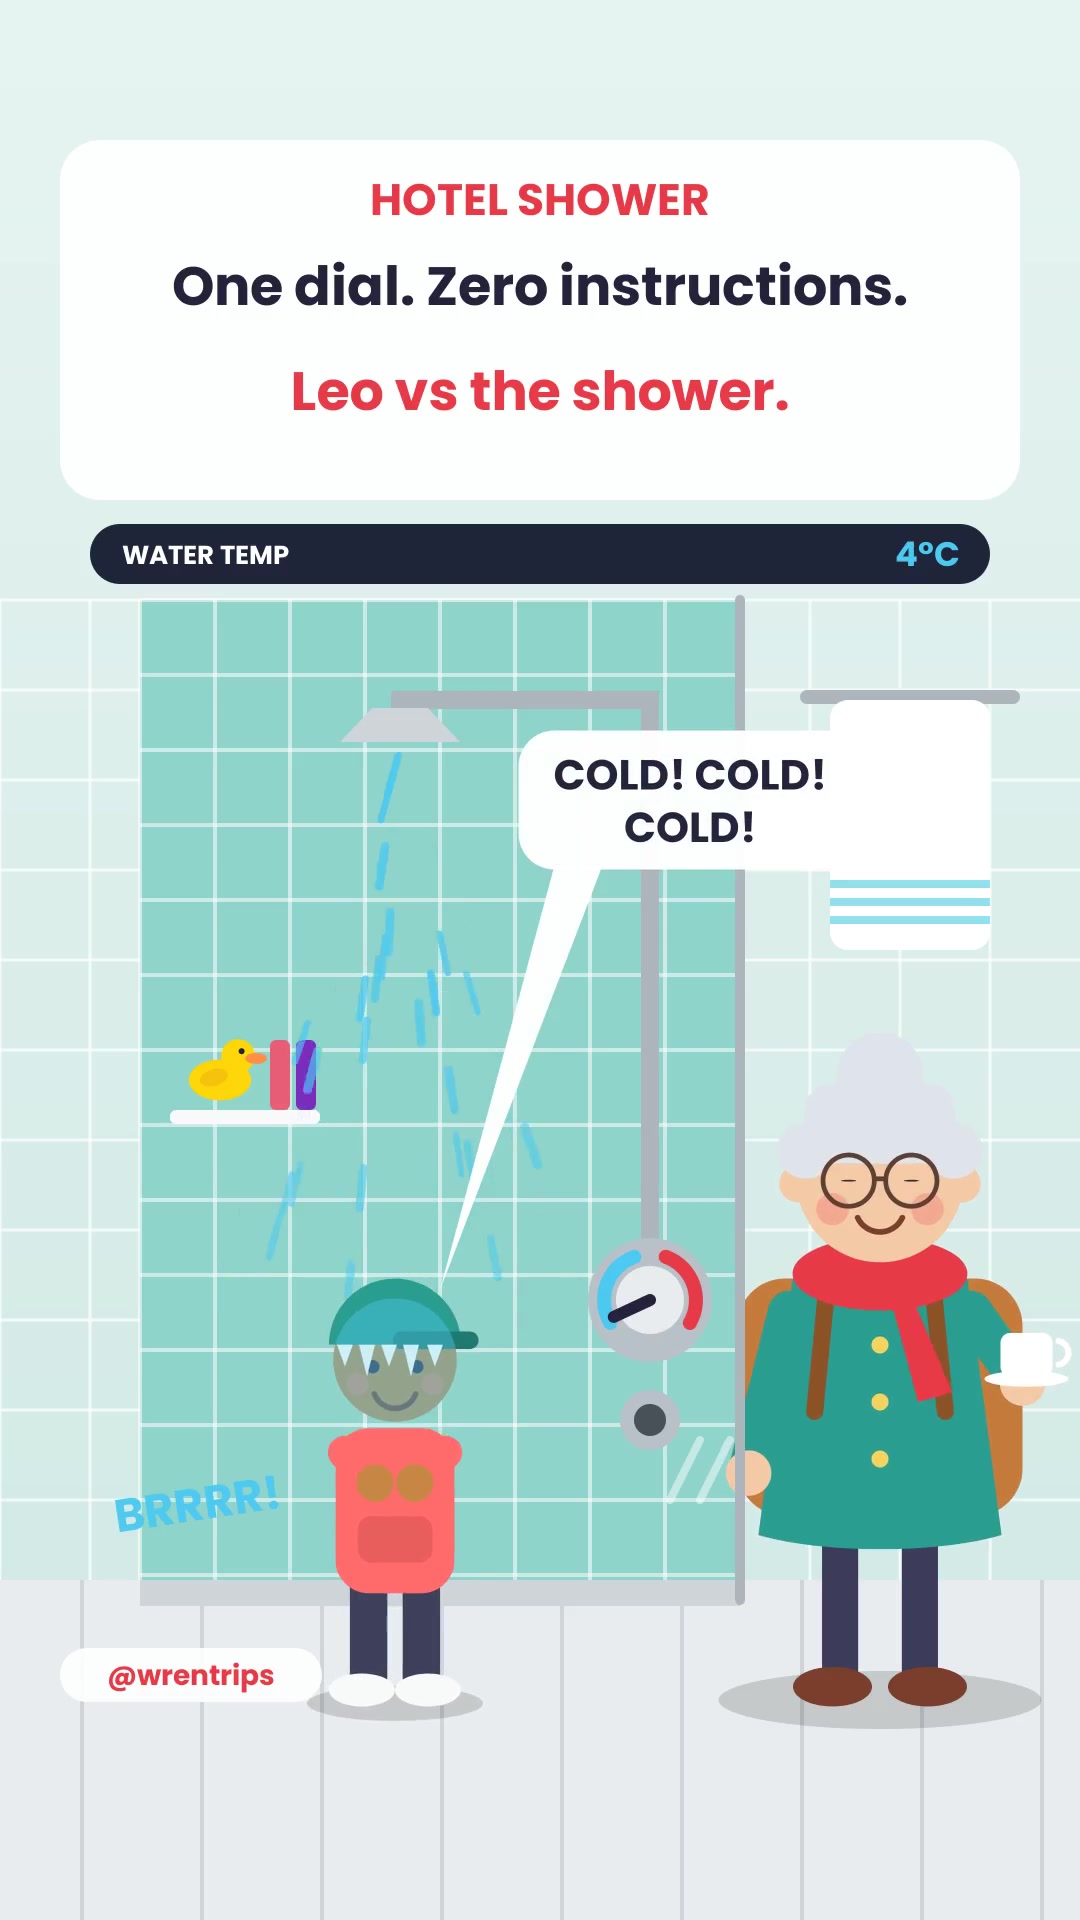 HOTEL SHOWER
One dial. Zero instructions.
Leo vs the shower.
WATER TEMP 4°C
COLD! COLD!
COLD!
BRRRR!
@wrentrips